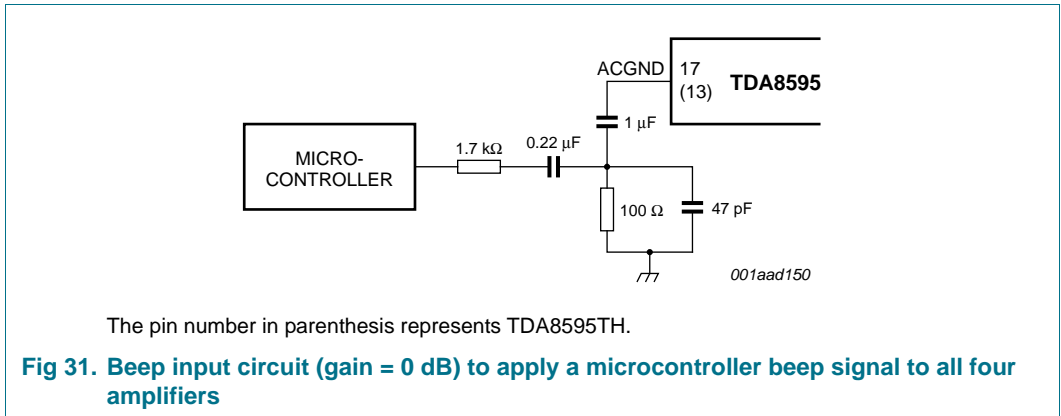 ACGND
17
(13)
TDA8595
1 μF
MICRO-
CONTROLLER
1.7 kΩ
0.22 μF
100 Ω
47 pF
001aad150
The pin number in parenthesis represents TDA8595TH.
Fig 31. Beep input circuit (gain = 0 dB) to apply a microcontroller beep signal to all four
amplifiers